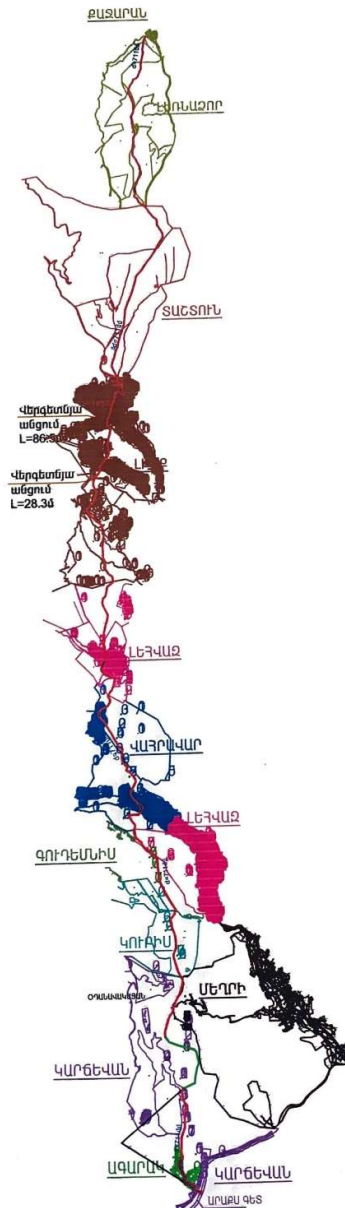 ՔԱՋԱՐԱՆ
ԼԵՌՆԱՁՈՐ
ՏԱՇՏՈՒՆ
Վերգետնյա
անցում
Վերգետնյա
անցում
L=28.3մ
ԼԵՀՎԱԶ
ՎԱՀՐԱՎԱՐ
ԼԵՀՎԱԶ
ԳՈՒԴԵՄՆԻՍ
ԿՈՒՐԻՍ
ՄԵՂՐԻ
ԿԱՐՃԵՎԱՆ
ԱԳԱՐԱԿ
ԿԱՐՃԵՎԱՆ
ԱՐԱՔՍ ԳԵՏ